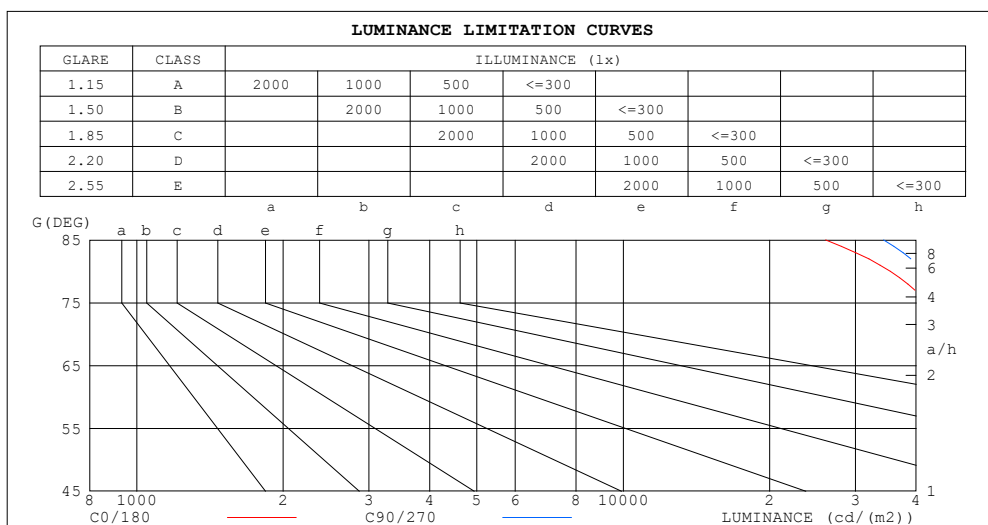 LUMINANCE LIMITATION CURVES
GLARE CLASS ILLUMINANCE (lx)
1.15 A 2000 1000 500 <=300
1.50 B 2000 1000 500 <=300
1.85 C 2000 1000 500 <=300
2.20 D 2000 1000 500 <=300
2.55 E 2000 1000 500 <=300
a b c d e f g h
G(DEG)
85 a b c d e f g h
8
6
75 4
3
a/h
65 2
55
45 1
8 1000 2 3 4 5 6 8 10000 2 3 4
C0/180 C90/270 LUMINANCE (cd/(m2))